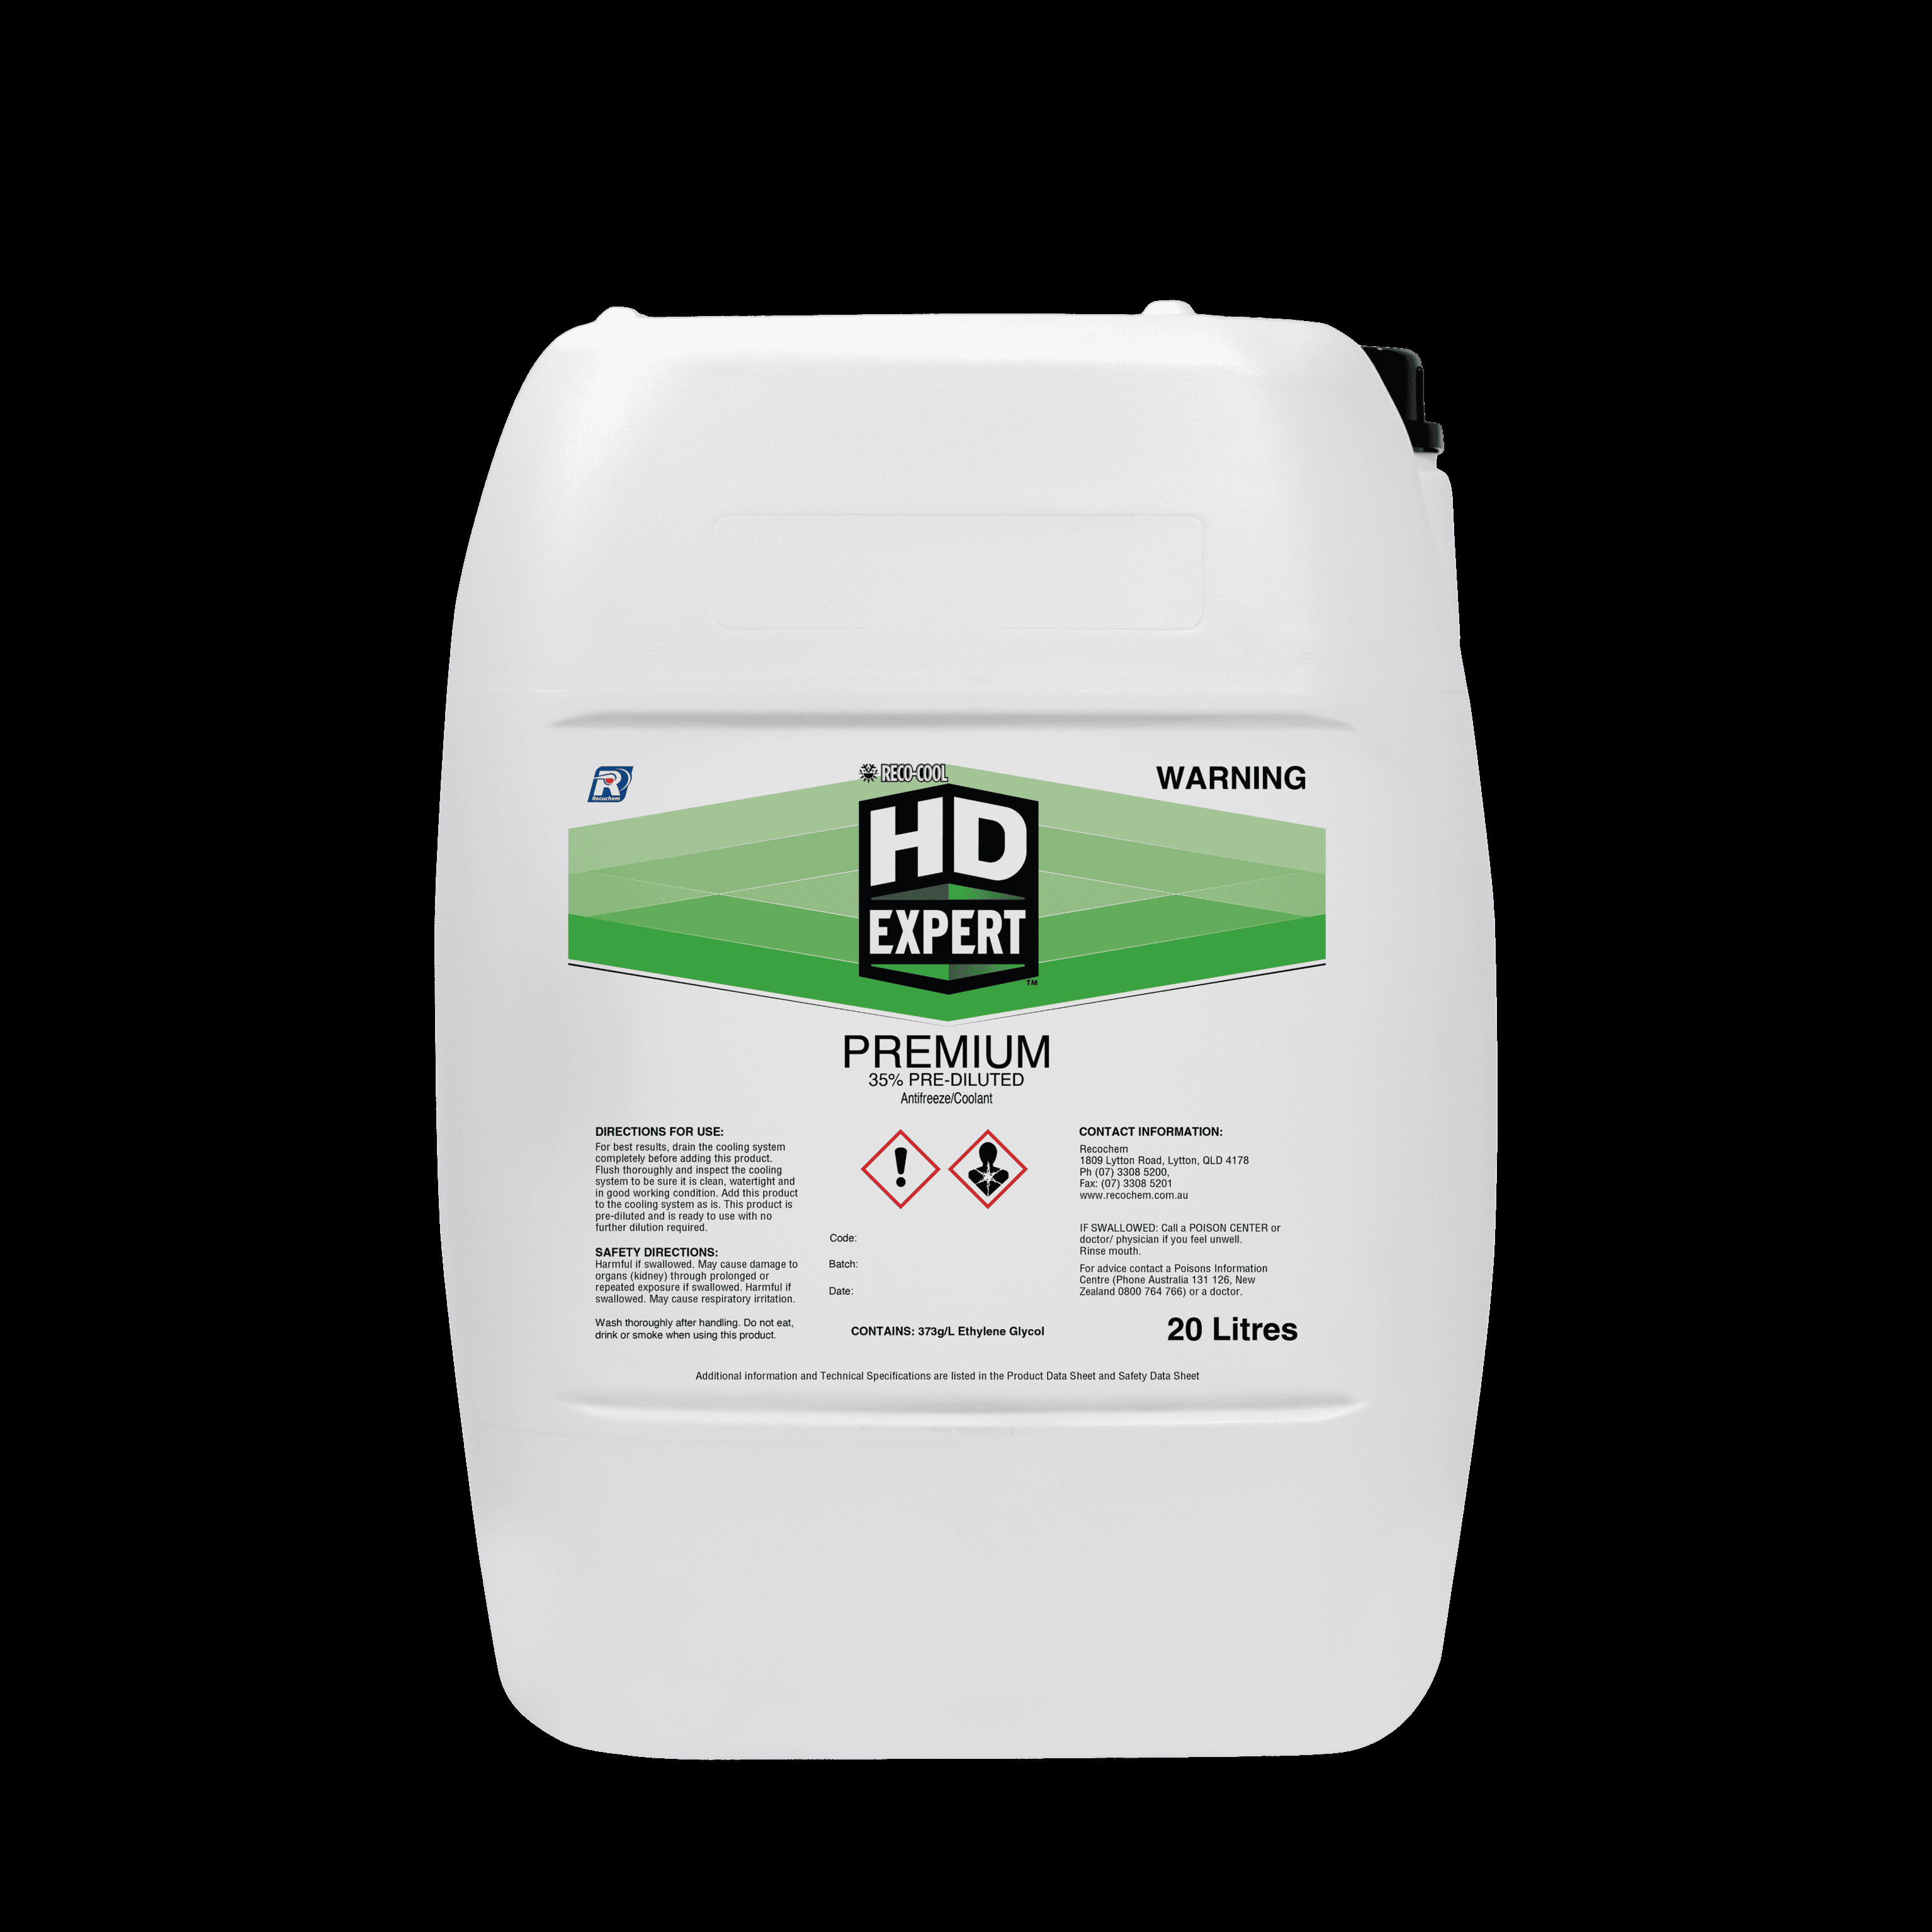 Recochem
RECO-COOL
WARNING
HD
EXPERT
TM
PREMIUM
35% PRE-DILUTED
Antifreeze/Coolant
DIRECTIONS FOR USE:
For best results, drain the cooling system
completely before adding this product.
Flush thoroughly and inspect the cooling
system to be sure it is clean, watertight and
in good working condition. Add this product
to the cooling system as is. This product is
pre-diluted and is ready to use with no
further dilution required.
SAFETY DIRECTIONS:
Harmful if swallowed. May cause damage to
organs (kidney) through prolonged or
repeated exposure if swallowed. Harmful if
swallowed. May cause respiratory irritation.
Wash thoroughly after handling. Do not eat,
drink or smoke when using this product.
Code:
Batch:
Date:
CONTAINS: 373g/L Ethylene Glycol
CONTACT INFORMATION:
Recochem
1809 Lytton Road, Lytton, QLD 4178
Ph (07) 3308 5200,
Fax: (07) 3308 5201
www.recochem.com.au
IF SWALLOWED: Call a POISON CENTER or
doctor/ physician if you feel unwell.
Rinse mouth.
For advice contact a Poisons Information
Centre (Phone Australia 131 126, New
Zealand 0800 764 766) or a doctor.
20 Litres
Additional information and Technical Specifications are listed in the Product Data Sheet and Safety Data Sheet